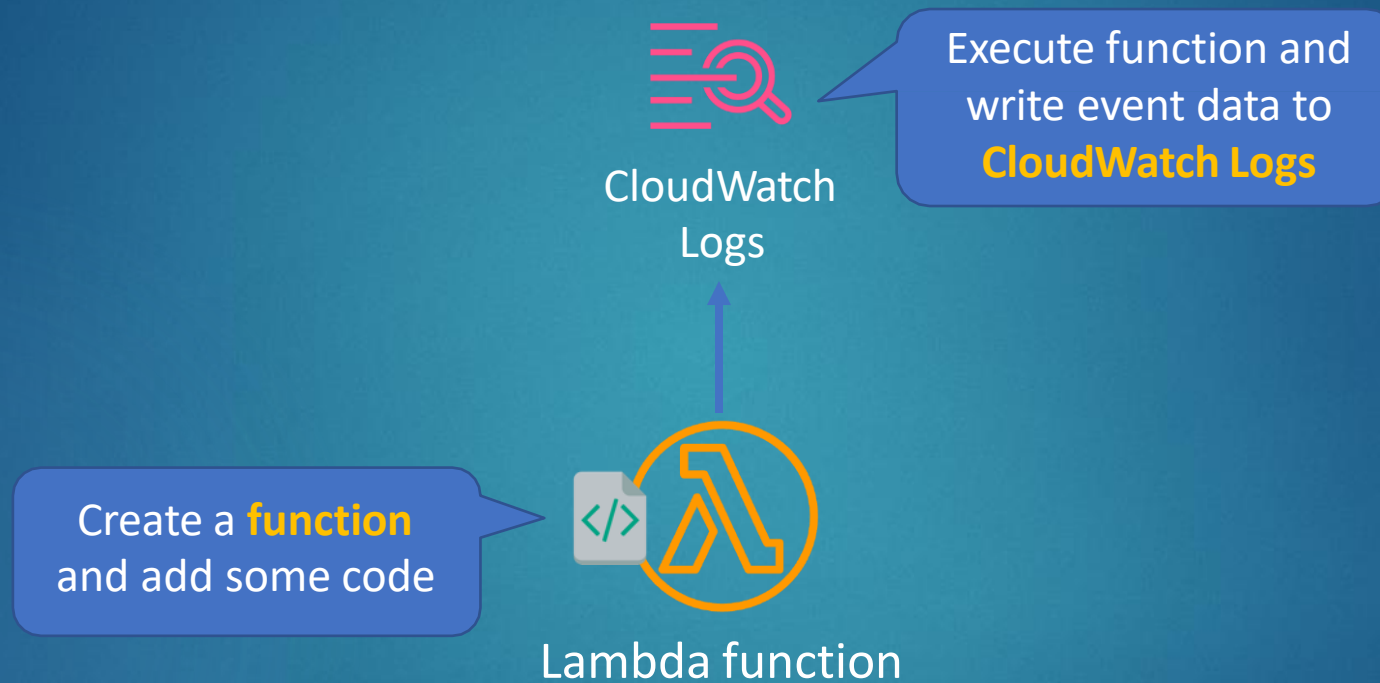 Execute function and
write event data to
CloudWatch Logs
CloudWatch
Logs
Create a function
and add some code
</>
Lambda function